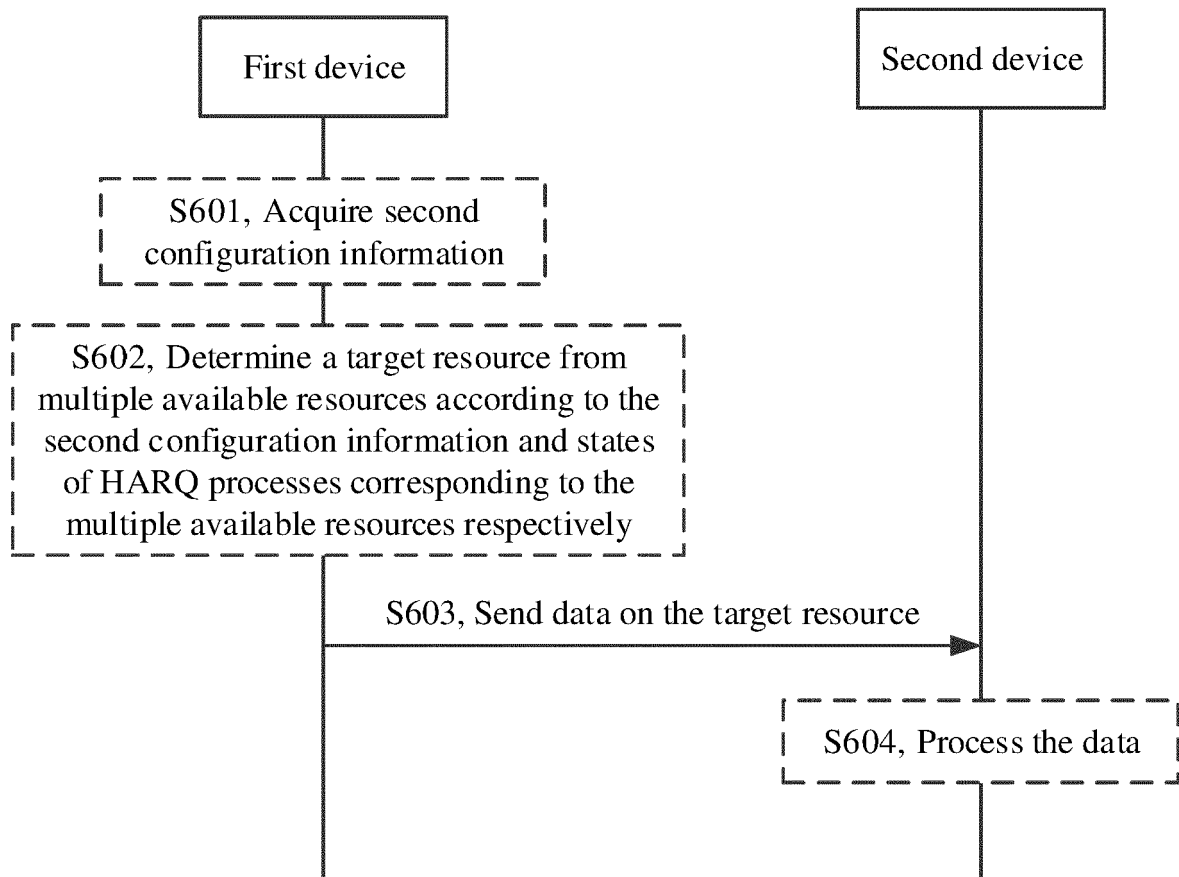 First device
Second device
S601, Acquire second
configuration information
S602, Determine a target resource from
multiple available resources according to the
second configuration information and states
of HARQ processes corresponding to the
multiple available resources respectively
S603, Send data on the target resource
S604, Process the data